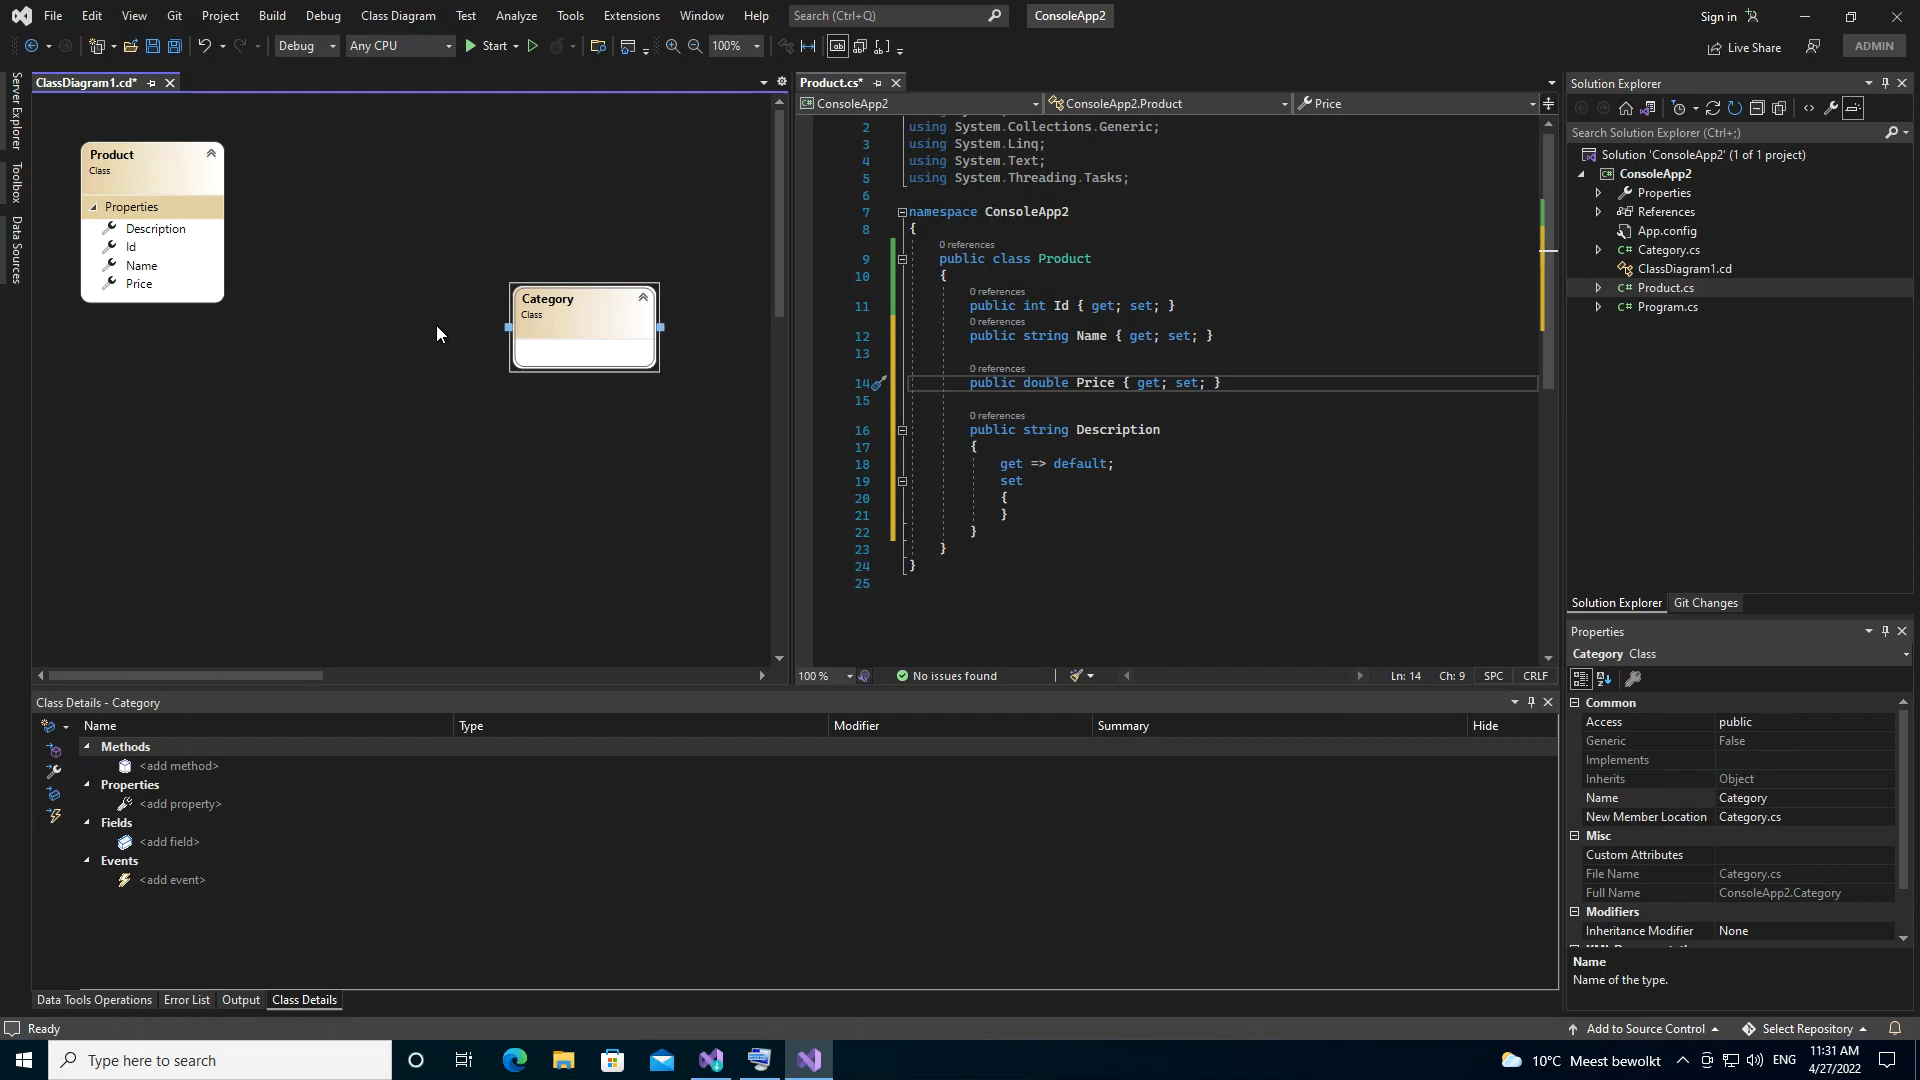 File Edit View Git Project Build Debug Class Diagram Test Analyze Tools Extensions Window Help Search (Ctrl+Q) ConsoleApp2 Sign in
Debug Any CPU Start 100% Live Share ADMIN
Server Explorer
Toolbox
Data Sources
ClassDiagram1.cd*
Product
Class
Properties
Description
Id
Name
Price
Category
Class
Product.cs*
ConsoleApp2 ConsoleApp2.Product Price
2 using System.Collections.Generic;
3 using System.Linq;
4 using System.Text;
5 using System.Threading.Tasks;
6
7 namespace ConsoleApp2
8 {
0 references
9 public class Product
10 {
0 references
11 public int Id { get; set; }
0 references
12 public string Name { get; set; }
13
0 references
14 public double Price { get; set; }
15
0 references
16 public string Description
17 {
18 get => default;
19 set
20 {
21 }
22 }
23 }
24 }
25
100 % No issues found Ln: 14 Ch: 9 SPC CRLF
Solution Explorer
Search Solution Explorer (Ctrl+;)
Solution 'ConsoleApp2' (1 of 1 project)
C# ConsoleApp2
Properties
References
App.config
C# Category.cs
ClassDiagram1.cd
C# Product.cs
C# Program.cs
Solution Explorer Git Changes
Properties
Category Class
Common
Access public
Generic False
Implements
Inherits Object
Name Category
New Member Location Category.cs
Misc
Custom Attributes
File Name Category.cs
Full Name ConsoleApp2.Category
Modifiers
Inheritance Modifier None
Name
Name of the type.
Class Details - Category
Name Type Modifier Summary Hide
Methods
<add method>
Properties
<add property>
Fields
<add field>
Events
<add event>
Data Tools Operations Error List Output Class Details
Ready Add to Source Control Select Repository
Type here to search 10°C Meest bewolkt ENG 11:31 AM
4/27/2022